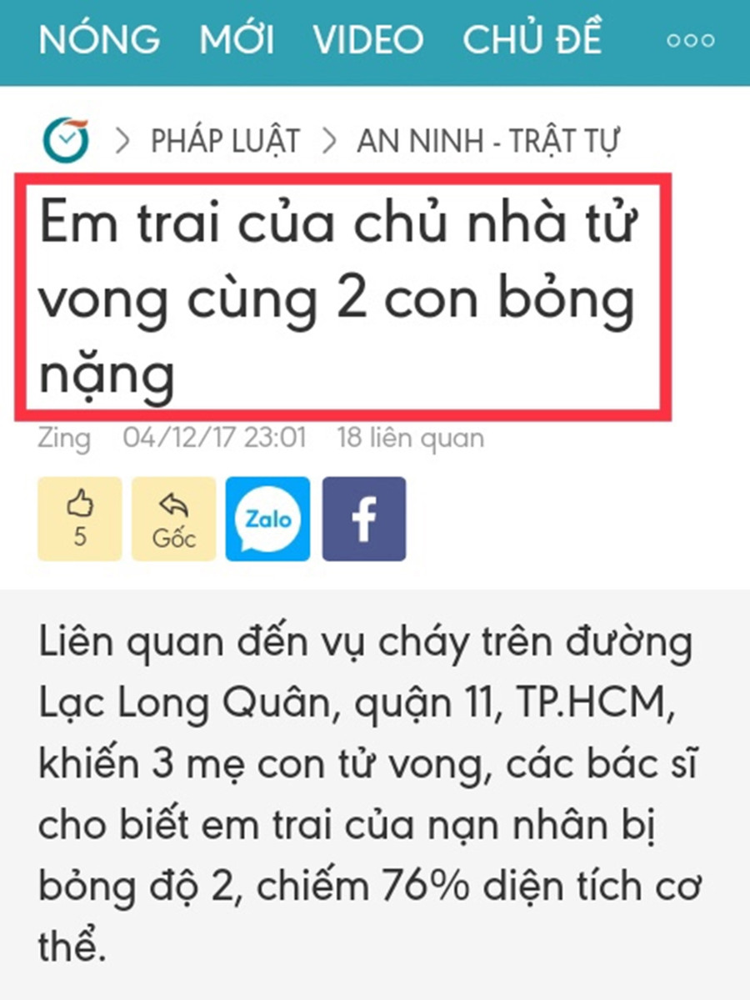 NÓNG MỚI VIDEO CHỦ ĐỀ
PHÁP LUẬT AN NINH - TRẬT TỰ
Em trai của chủ nhà tử
vong cùng 2 con bỏng
nặng
Zing 04/12/17 23:01 18 liên quan
5 Gốc Zalo f
Liên quan đến vụ cháy trên đường
Lạc Long Quân, quận 11, TP.HCM,
khiến 3 mẹ con tử vong, các bác sĩ
cho biết em trai của nạn nhân bị
bỏng độ 2, chiếm 76% diện tích cơ
thể.